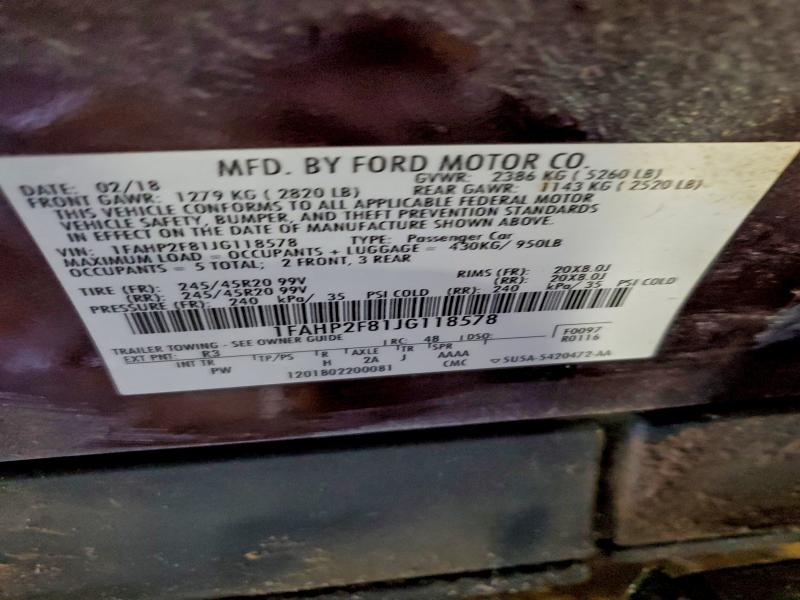 MFD. BY FORD MOTOR CO.
DATE: 02/18 GVWR: 2386 KG ( 5260 LB)
FRONT GAWR: 1279 KG ( 2820 LB) REAR GAWR: 1143 KG ( 2520 LB)
THIS VEHICLE CONFORMS TO ALL APPLICABLE FEDERAL MOTOR
VEHICLE SAFETY, BUMPER, AND THEFT PREVENTION STANDARDS
IN EFFECT ON THE DATE OF MANUFACTURE SHOWN ABOVE.
VIN: 1FAHP2F81JG118578 TYPE: Passenger Car
MAXIMUM LOAD = OCCUPANTS + LUGGAGE = 430KG/ 950LB
OCCUPANTS = 5 TOTAL; 2 FRONT, 3 REAR
TIRE (FR): 245/45R20 99V RIMS (FR): 20X8.0J
(RR): 245/45R20 99V (RR): 20X8.0J
PRESSURE (FR): 240 kPa/ 35 PSI COLD (RR): 240 kPa/ 35 PSI COLD
1FAHP2F81JG118578
TRAILER TOWING - SEE OWNER GUIDE RC: 48 DSO: F0097
R0116
EXT PNT: R3 INT TR TP/PS R AXLE TR SPR
PW H 2A J AAAA
CMC
1201B02200081 SU5A-5420472-AA